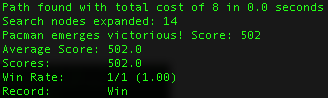 Path found with total cost of 8 in 0.0 seconds
Search nodes expanded: 14
Pacman emerges victorious! Score: 502
Average Score: 502.0
Scores:        502.0
Win Rate:      1/1 (1.00)
Record:        Win